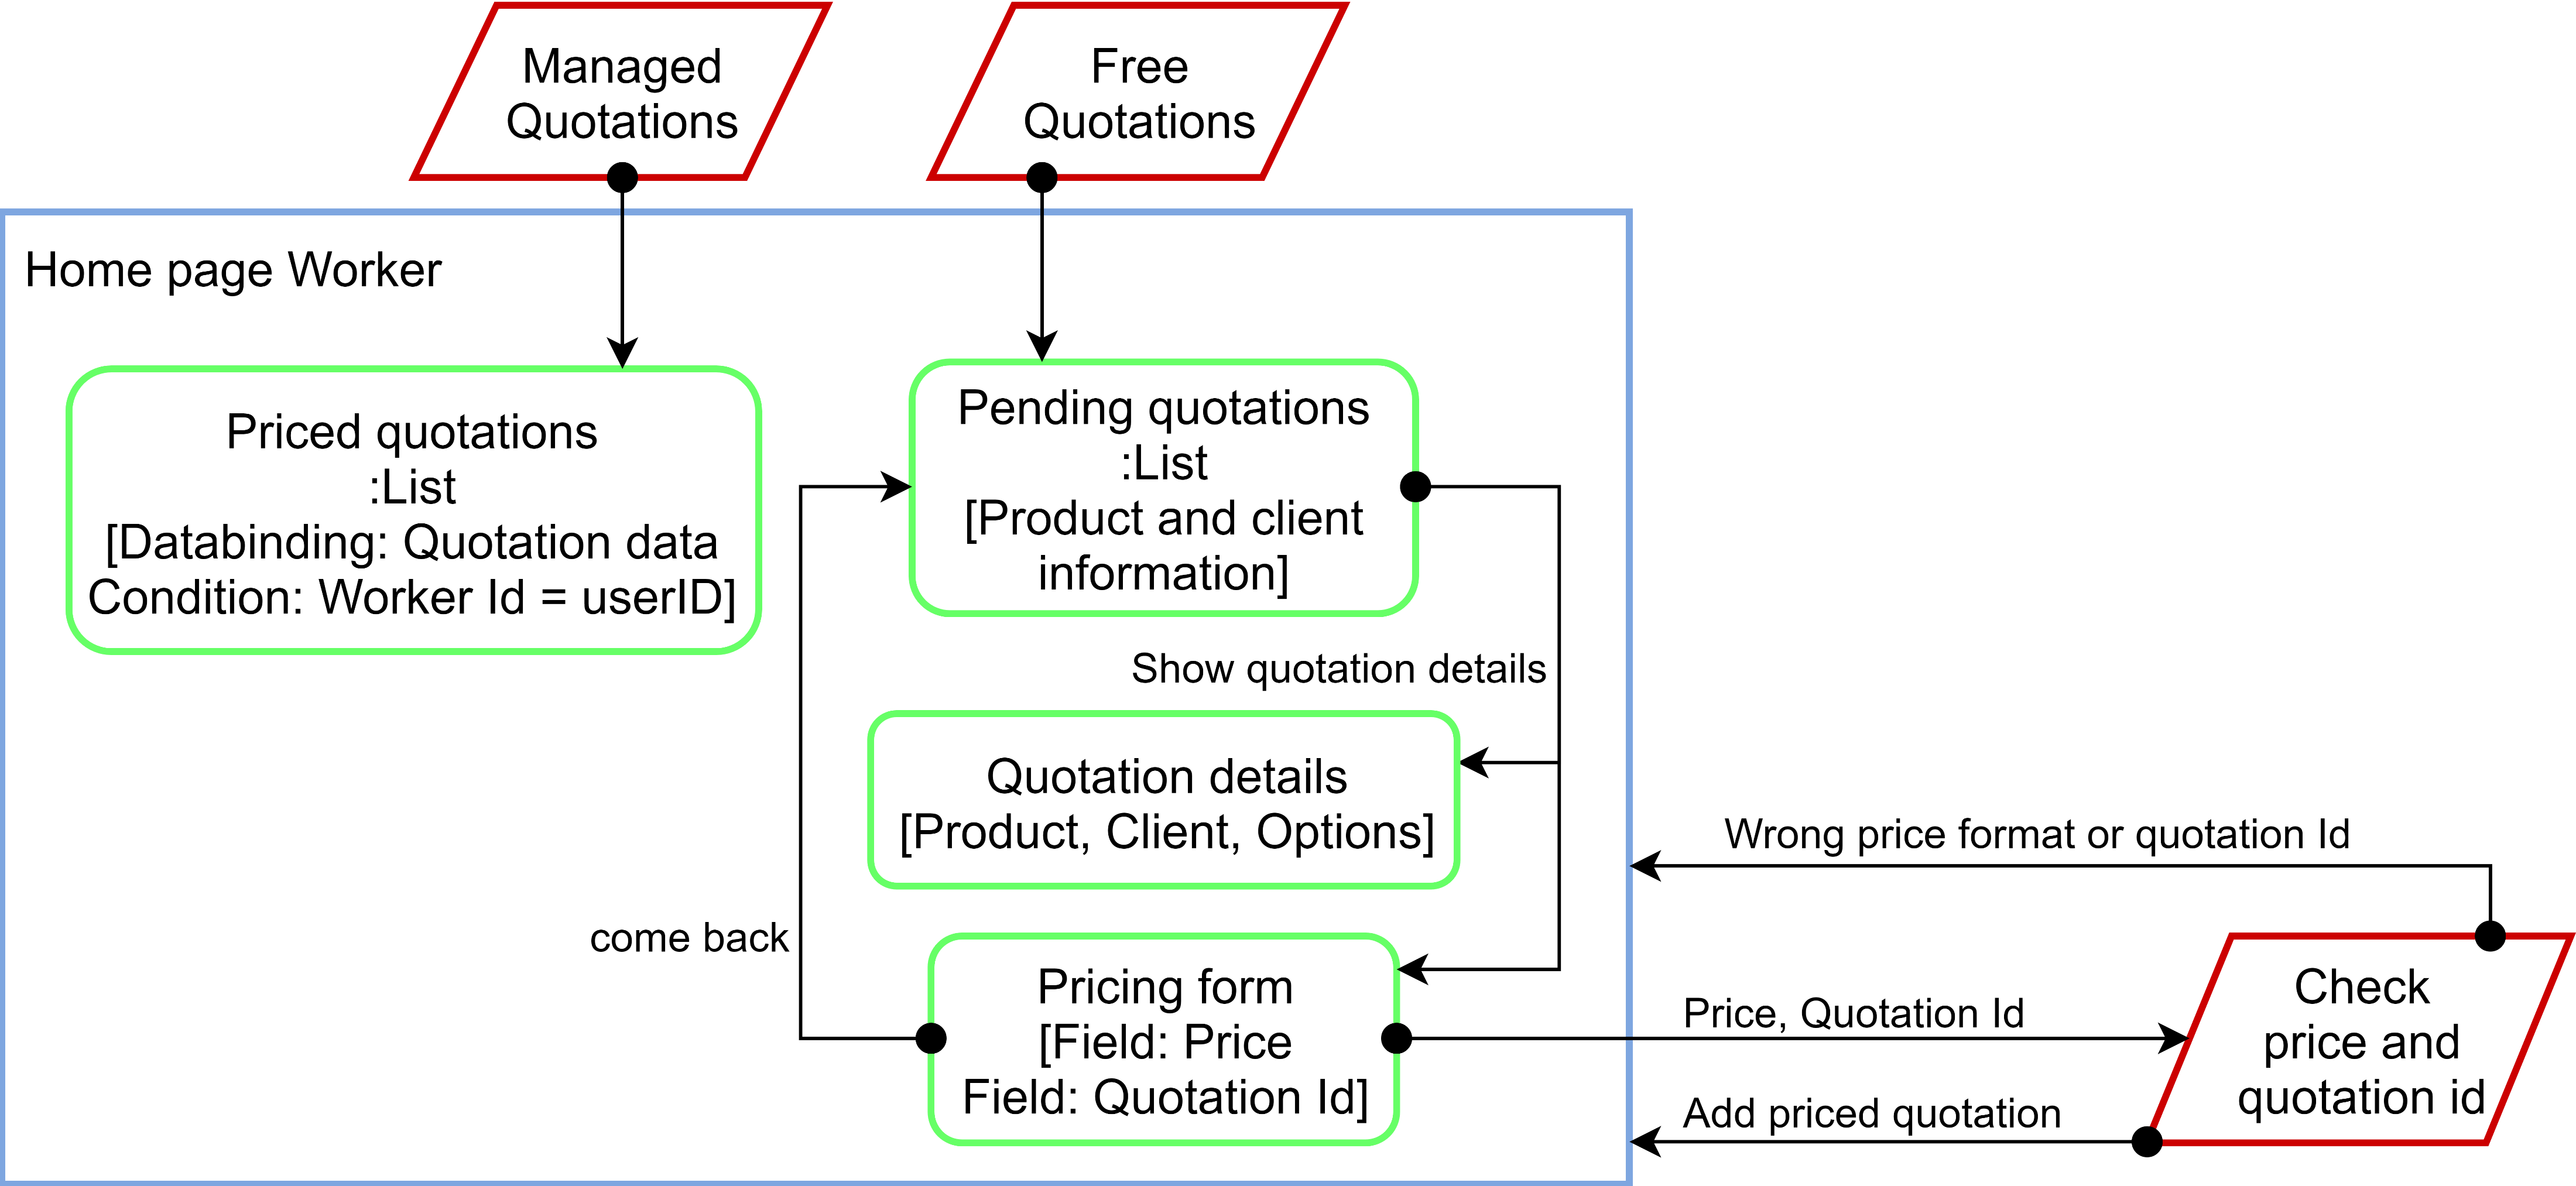 Managed
Quotations
Free
Quotations
Home page Worker
Priced quotations
:List
[Databinding: Quotation data
Condition: Worker Id = userID]
Pending quotations
:List
[Product and client
information]
Show quotation details
Quotation details
[Product, Client, Options]
come back
Pricing form
[Field: Price
Field: Quotation Id]
Wrong price format or quotation Id
Price, Quotation Id
Add priced quotation
Check
price and
quotation id